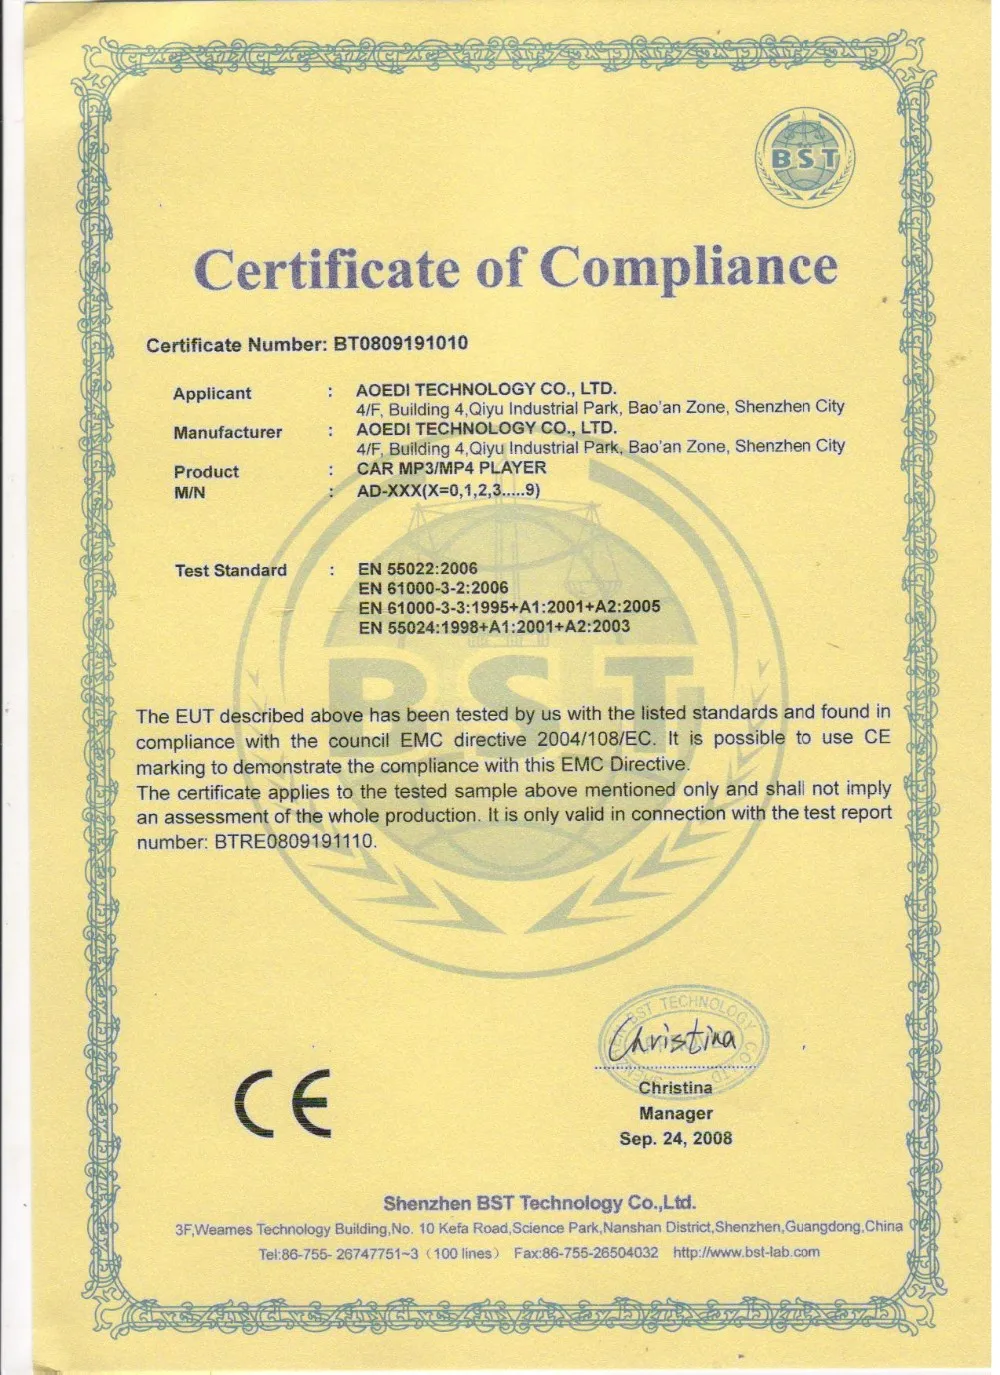 BST
Certificate of Compliance
Certificate Number: BT0809191010
Applicant : AOEDI TECHNOLOGY CO., LTD.
4/F, Building 4,Qiyu Industrial Park, Bao'an Zone, Shenzhen City
Manufacturer : AOEDI TECHNOLOGY CO., LTD.
4/F, Building 4,Qiyu Industrial Park, Bao'an Zone, Shenzhen City
Product : CAR MP3/MP4 PLAYER
M/N : AD-XXX(X=0,1,2,3.....9)
Test Standard : EN 55022:2006
EN 61000-3-2:2006
EN 61000-3-3:1995+A1:2001+A2:2005
EN 55024:1998+A1:2001+A2:2003
BST
The EUT described above has been tested by us with the listed standards and found in
compliance with the council EMC directive 2004/108/EC. It is possible to use CE
marking to demonstrate the compliance with this EMC Directive.
The certificate applies to the tested sample above mentioned only and shall not imply
an assessment of the whole production. It is only valid in connection with the test report
number: BTRE0809191110.
SHENZHEN BST TECHNOLOGY CO.,LTD
Christina
CE
Christina
Manager
Sep. 24, 2008
Shenzhen BST Technology Co.,Ltd.
3F,Weames Technology Building,No. 10 Kefa Road,Science Park,Nanshan District,Shenzhen,Guangdong,China
Tel:86-755- 26747751~3（100 lines） Fax:86-755-26504032 http://www.bst-lab.com